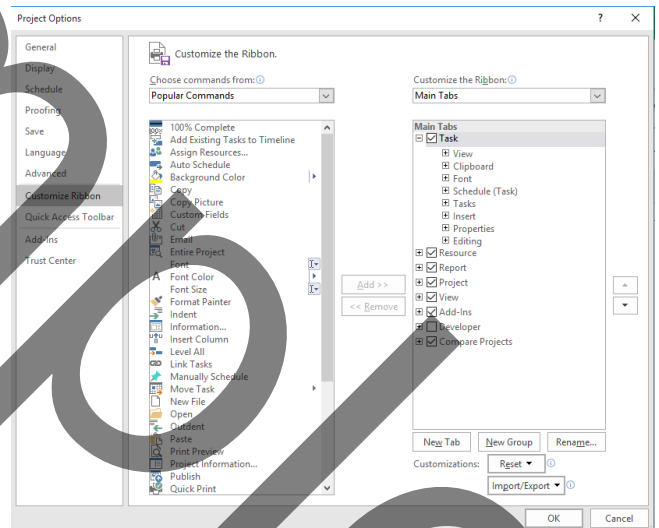 Project Options
?
General
Display
Schedule
Proofing
Save
Language
Advanced
Customize Ribbon
Quick Access Toolbar
Add-Ins
Trust Center
Customize the Ribbon.
Choose commands from:
Popular Commands
100% Complete
Add Existing Tasks to Timeline
Assign Resources...
Auto Schedule
Background Color
Copy
Copy Picture
Custom Fields
Cut
Email
Entire Project
Font
Font Color
Font Size
Format Painter
Indent
Information...
Insert Column
Level All
Link Tasks
Manually Schedule
Move Task
New File
Open
Outdent
Paste
Print Preview
Project Information...
Publish
Quick Print
Add >>
<< Remove
Customize the Ribbon:
Main Tabs
Main Tabs
Task
View
Clipboard
Font
Schedule (Task)
Tasks
Insert
Properties
Editing
Resource
Report
Project
View
Add-Ins
Developer
Compare Projects
New Tab New Group Rename...
Customizations: Reset
Import/Export
OK Cancel